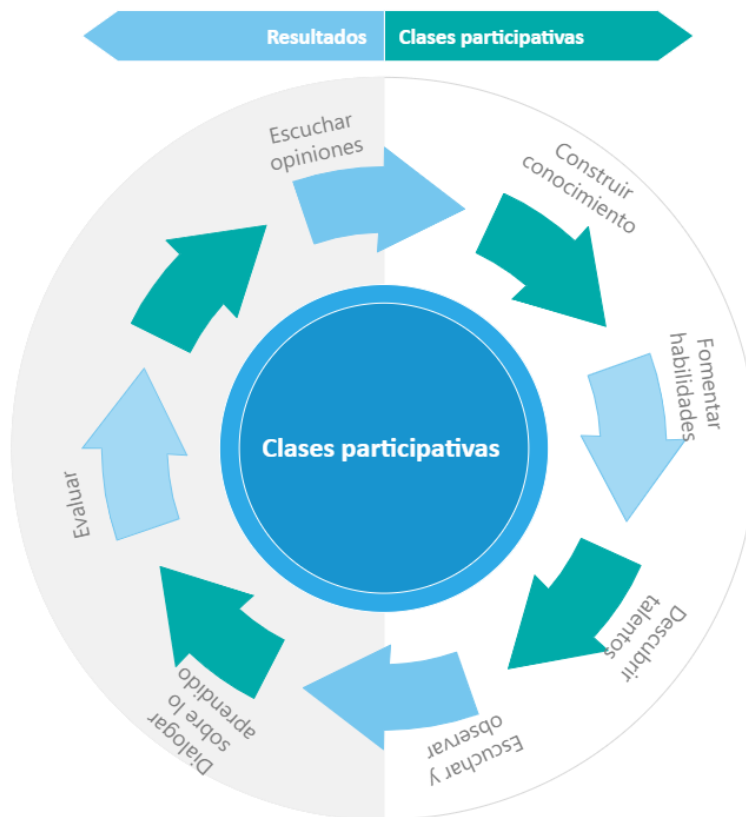 Resultados
Clases participativas
Escuchar
opiniones
Construir
conocimiento
Fomentar
habilidades
Descubrir
talentos
Escuchar y
observar
Dialogar
sobre lo
aprendido
Evaluar
Clases participativas